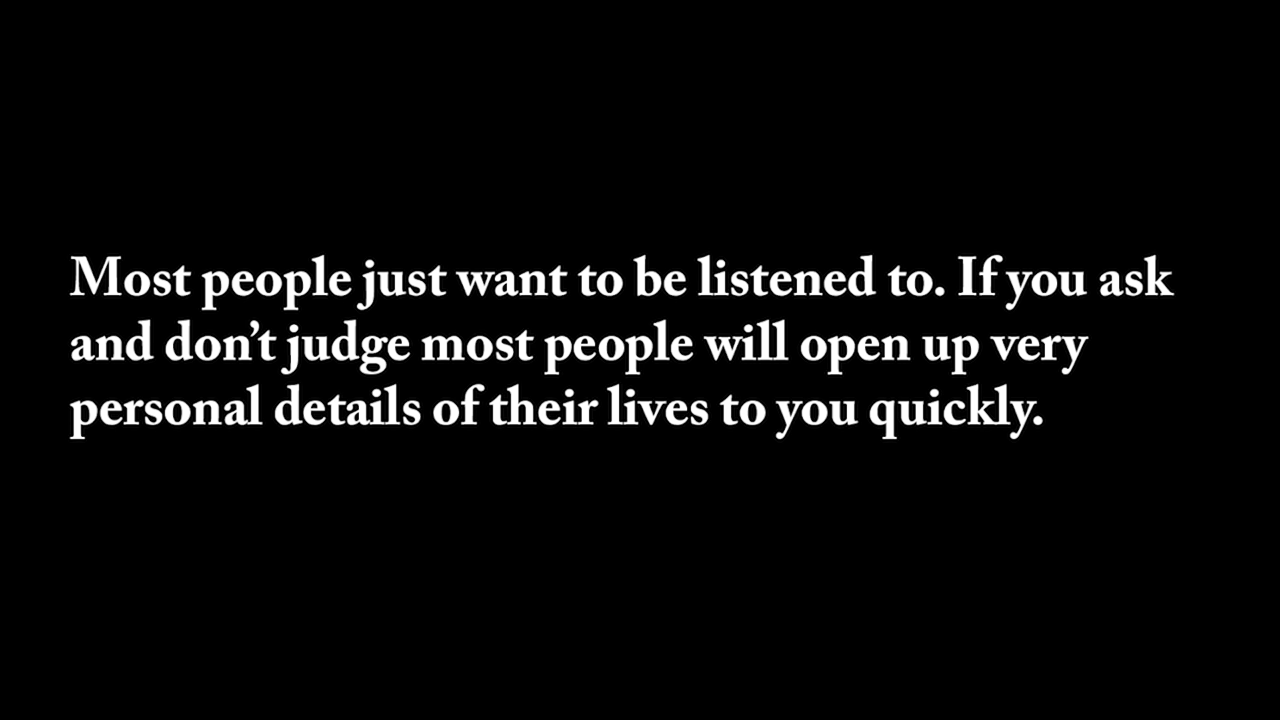 Most people just want to be listened to. If you ask
and don’t judge most people will open up very
personal details of their lives to you quickly.